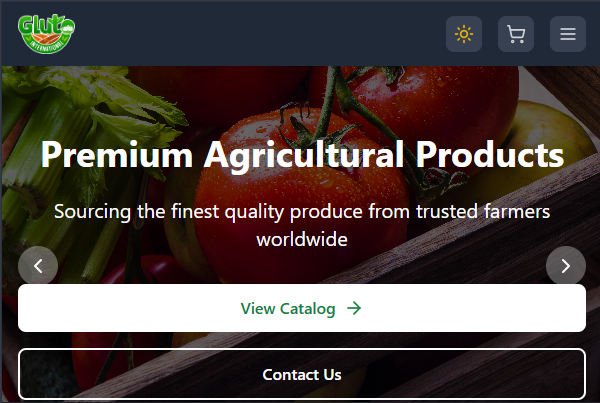 Gluto
INTERNATIONAL
Premium Agricultural Products
Sourcing the finest quality produce from trusted farmers
worldwide
View Catalog
Contact Us